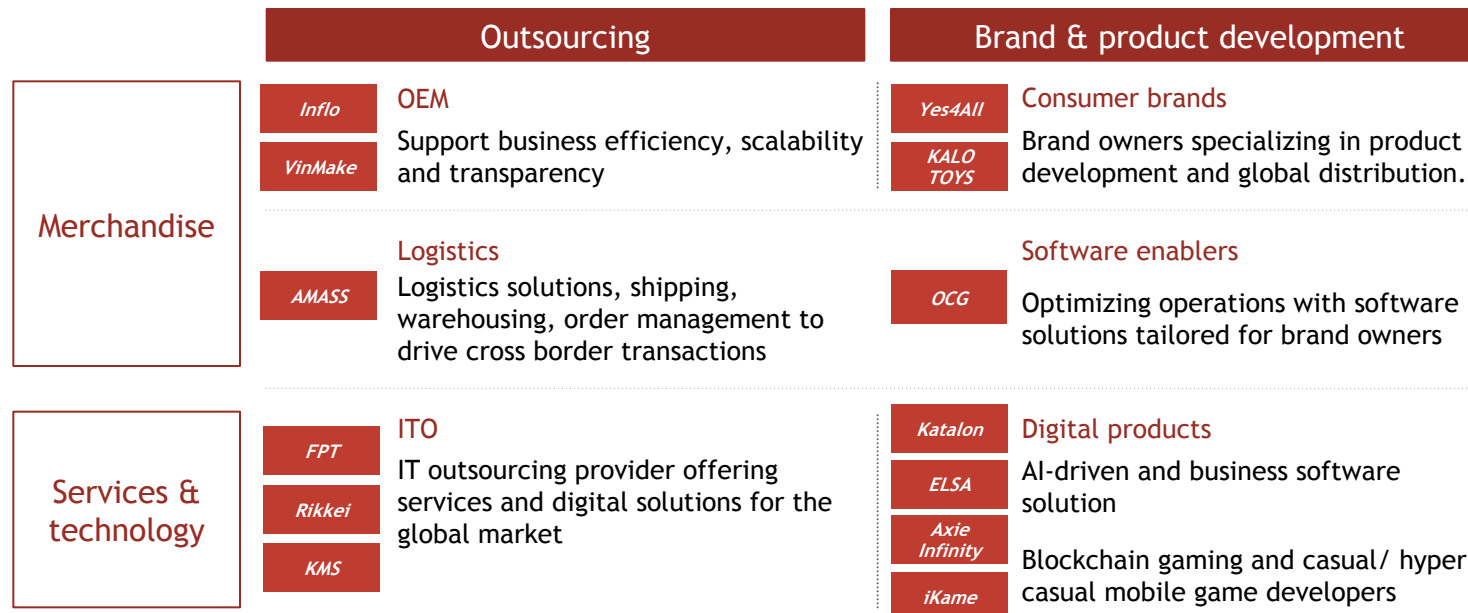 Outsourcing
Brand & product development
Merchandise
Inflo
VinMake
OEM
Support business efficiency, scalability
and transparency
Yes4All
KALO
TOYS
Consumer brands
Brand owners specializing in product
development and global distribution.
AMASS
Logistics
Logistics solutions, shipping,
warehousing, order management to
drive cross border transactions
OCG
Software enablers
Optimizing operations with software
solutions tailored for brand owners
Services &
technology
FPT
Rikkei
KMS
ITO
IT outsourcing provider offering
services and digital solutions for the
global market
Katalon
ELSA
Axie
Infinity
iKame
Digital products
AI-driven and business software
solution
Blockchain gaming and casual/ hyper
casual mobile game developers